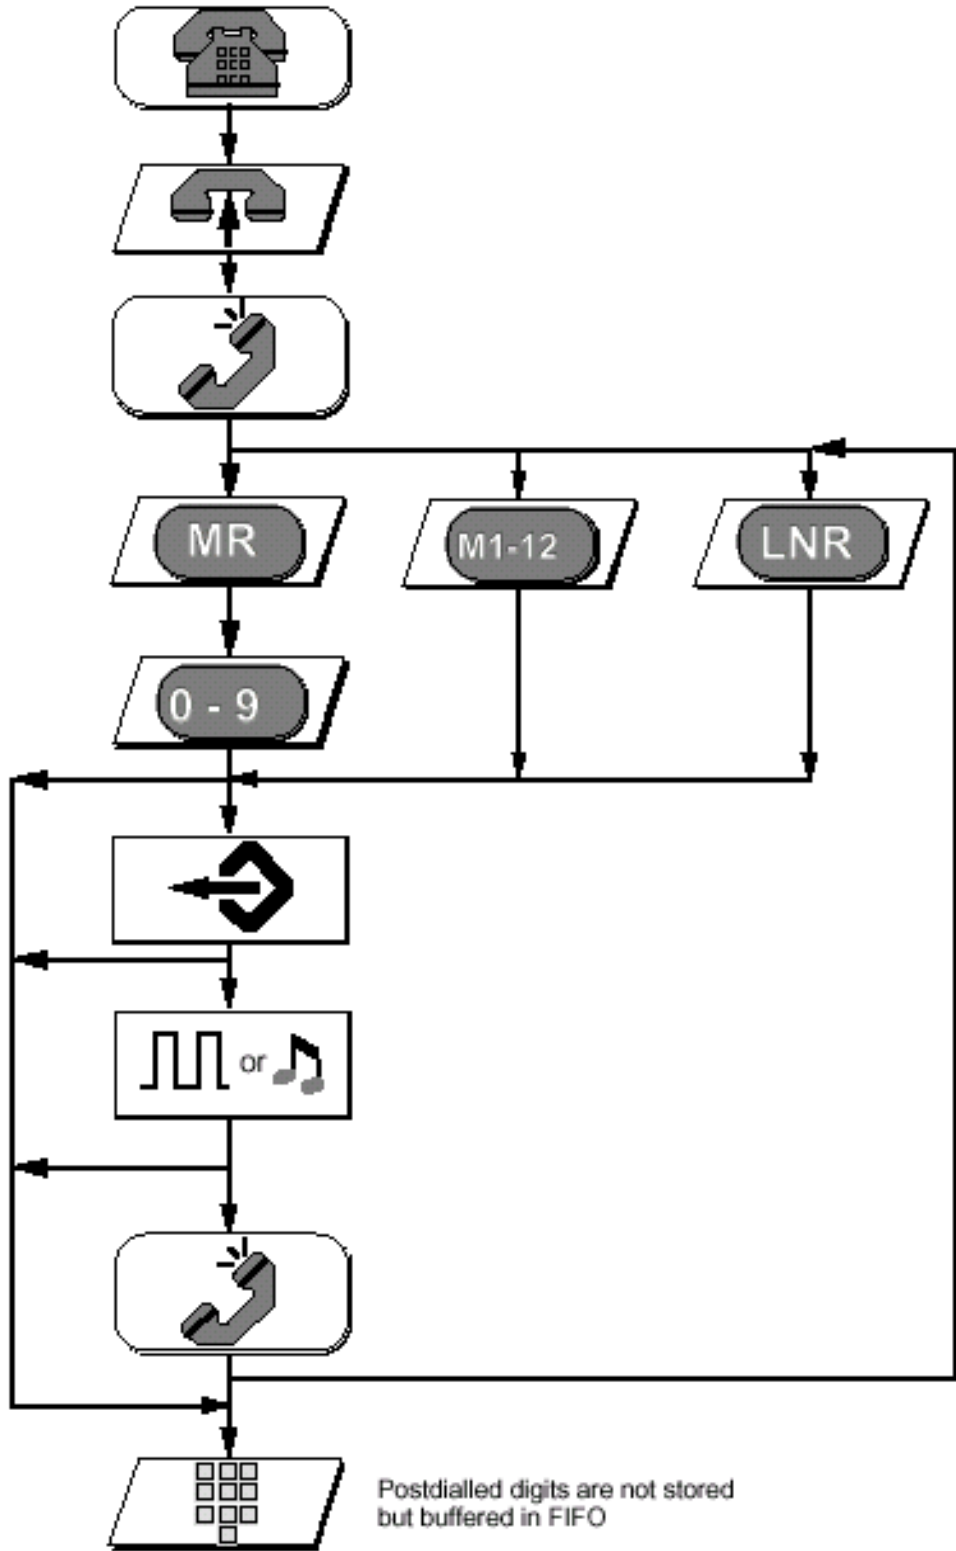 MR
M1-12
LNR
0 - 9
or
Postdialled digits are not stored
but buffered in FIFO